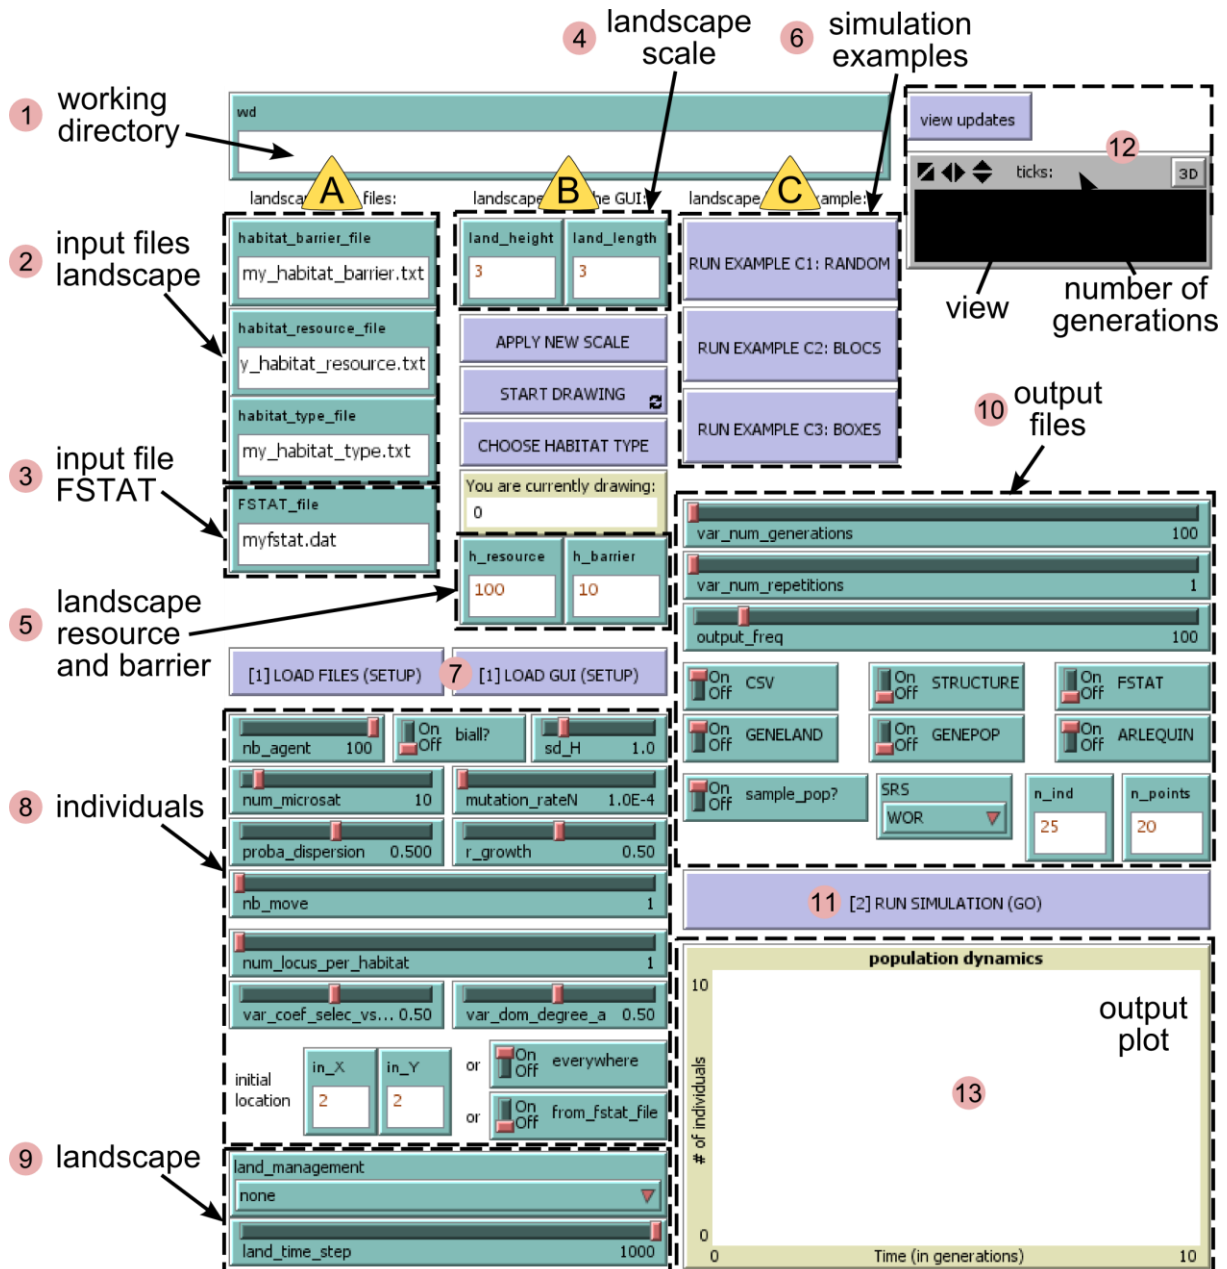 4 landscape scale
6 simulation examples
1 working directory
wd
view updates
12
ticks:
3D
A
B
C
landscap files:
landscape he GUI:
landscape ample:
2 input files landscape
habitat_barrier_file
my_habitat_barrier.txt
land_height
3
land_length
3
RUN EXAMPLE C1: RANDOM
view
number of generations
habitat_resource_file
y_habitat_resource.txt
APPLY NEW SCALE
RUN EXAMPLE C2: BLOCS
START DRAWING
habitat_type_file
my_habitat_type.txt
CHOOSE HABITAT TYPE
RUN EXAMPLE C3: BOXES
10 output files
3 input file FSTAT
FSTAT_file
myfstat.dat
You are currently drawing:
0
var_num_generations 100
h_resource
100
h_barrier
10
var_num_repetitions 1
5 landscape resource and barrier
output_freq 100
[1] LOAD FILES (SETUP)
7
[1] LOAD GUI (SETUP)
On Off CSV
On Off STRUCTURE
On Off FSTAT
nb_agent 100
On Off biall?
sd_H 1.0
On Off GENELAND
On Off GENEPOP
On Off ARLEQUIN
8 individuals
num_microsat 10
mutation_rateN 1.0E-4
On Off sample_pop?
SRS
WOR
n_ind
25
n_points
20
proba_dispersion 0.500
r_growth 0.50
nb_move 1
11 [2] RUN SIMULATION (GO)
num_locus_per_habitat 1
population dynamics
var_coef_selec_vs... 0.50
var_dom_degree_a 0.50
10
output plot
initial location
in_X
2
in_Y
2
or
On Off everywhere
or
On Off from_fstat_file
# of individuals
13
9 landscape
land_management
none
land_time_step 1000
0
0
Time (in generations)
10